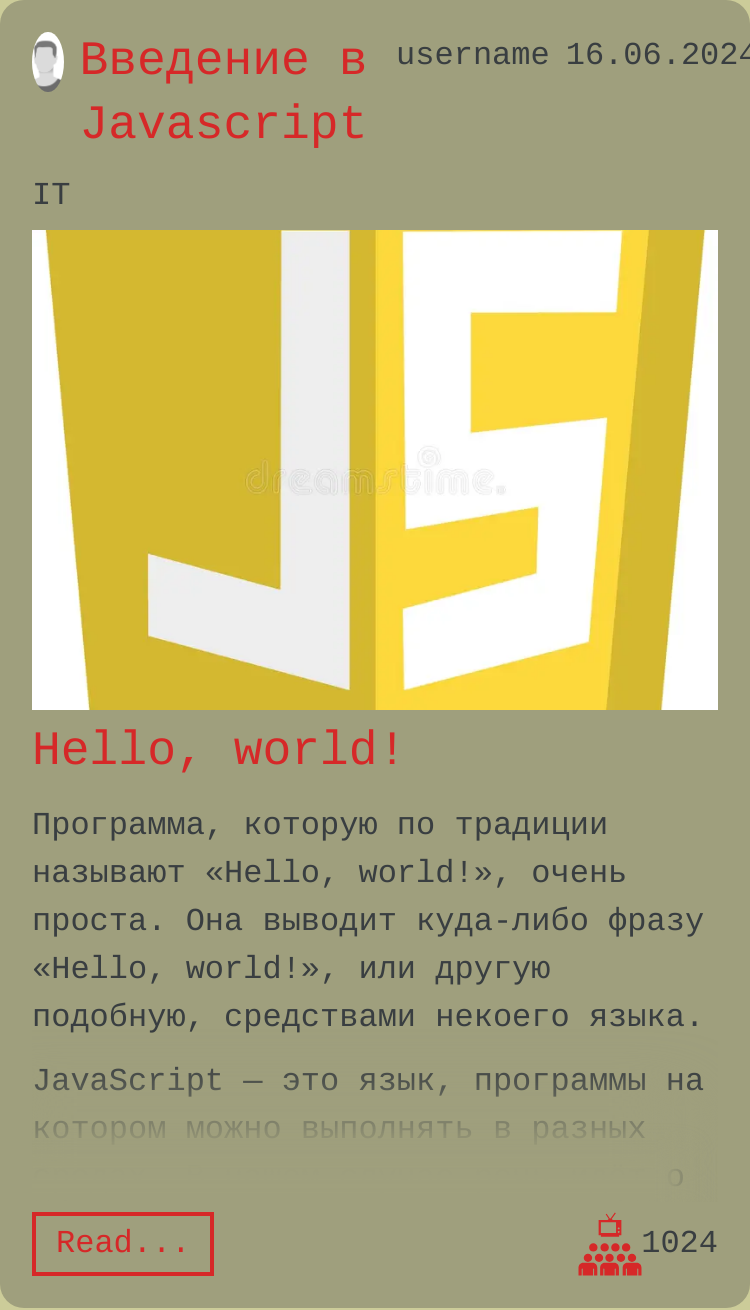 Введение в
Javascript
username 16.06.2024
IT
JS
dreamstime.
Hello, world!
Программа, которую по традиции
называют «Hello, world!», очень
проста. Она выводит куда-либо фразу
«Hello, world!», или другую
подобную, средствами некоего языка.
JavaScript — это язык, программы на
котором можно выполнять в разных
о
Read...
1024